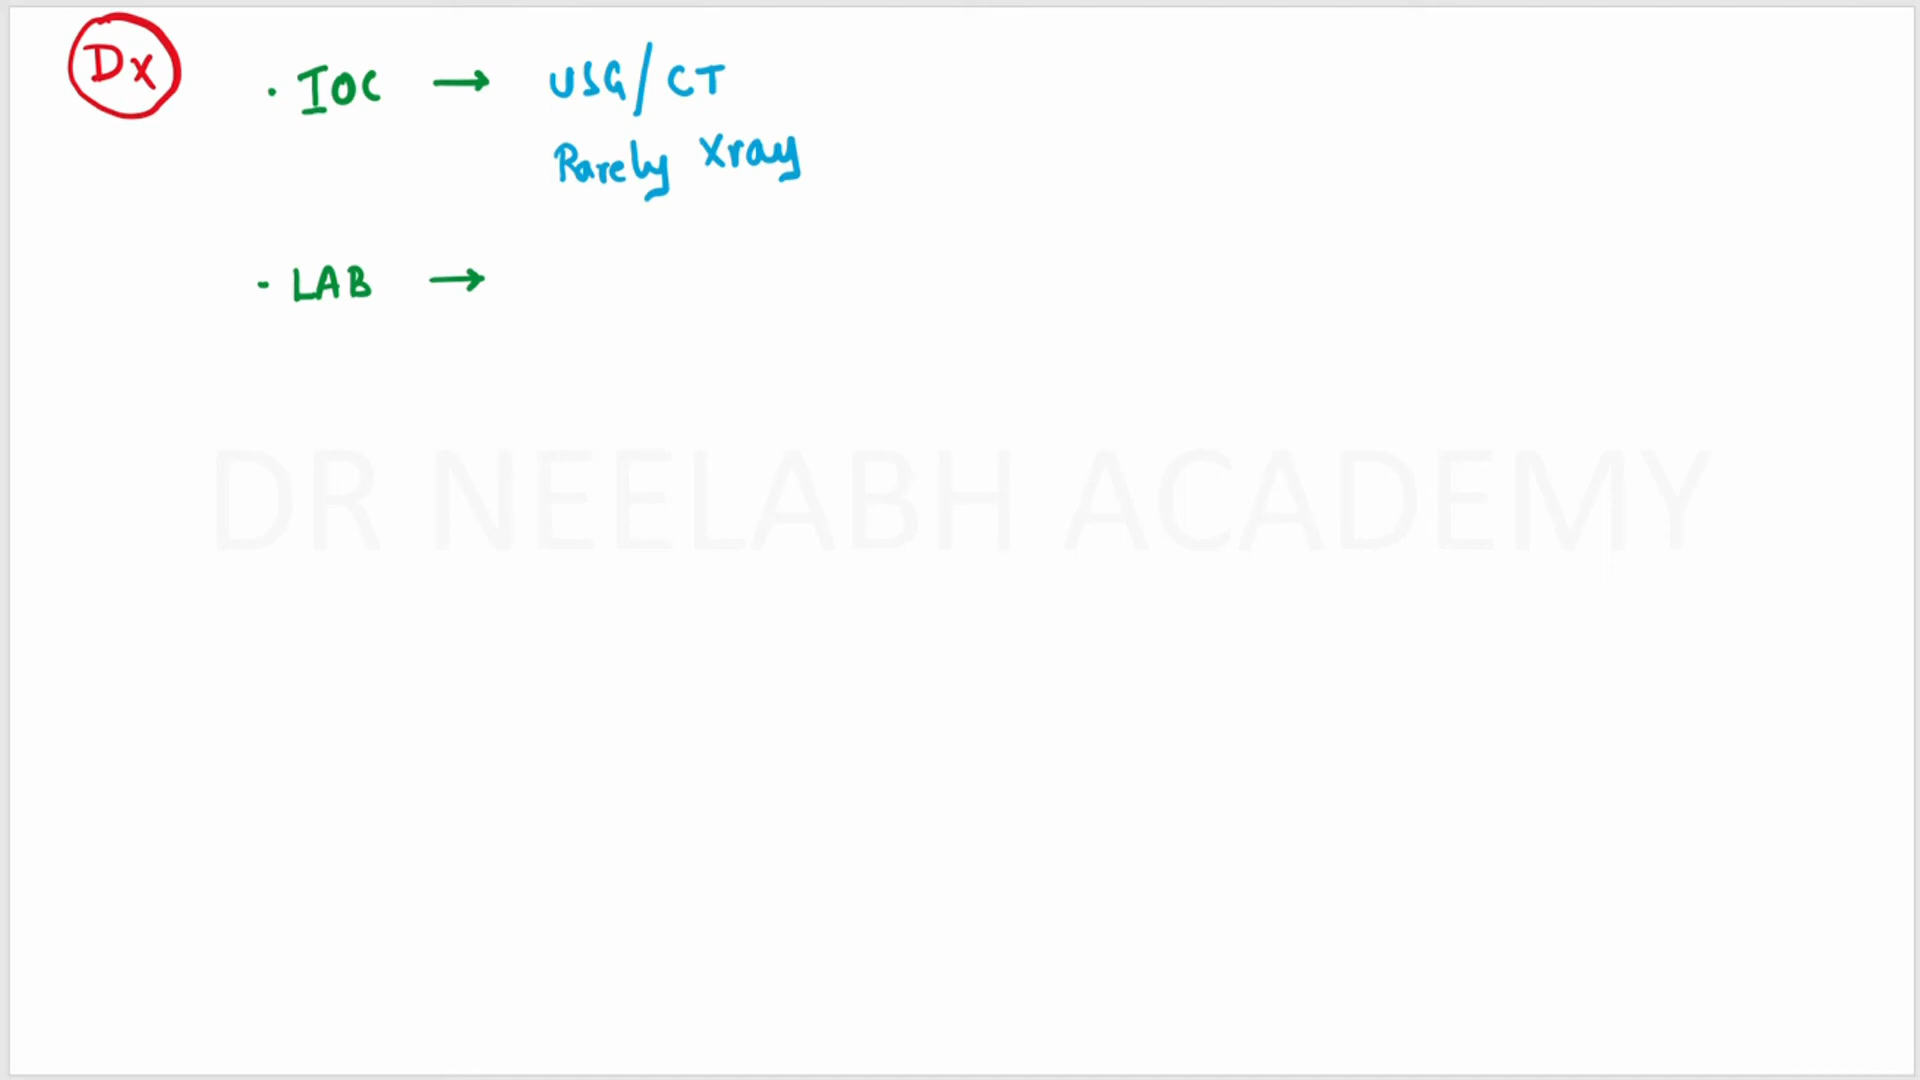 Dx
· IOC → USG/CT
Rarely Xray
- LAB →
DR NEELABH ACADEMY